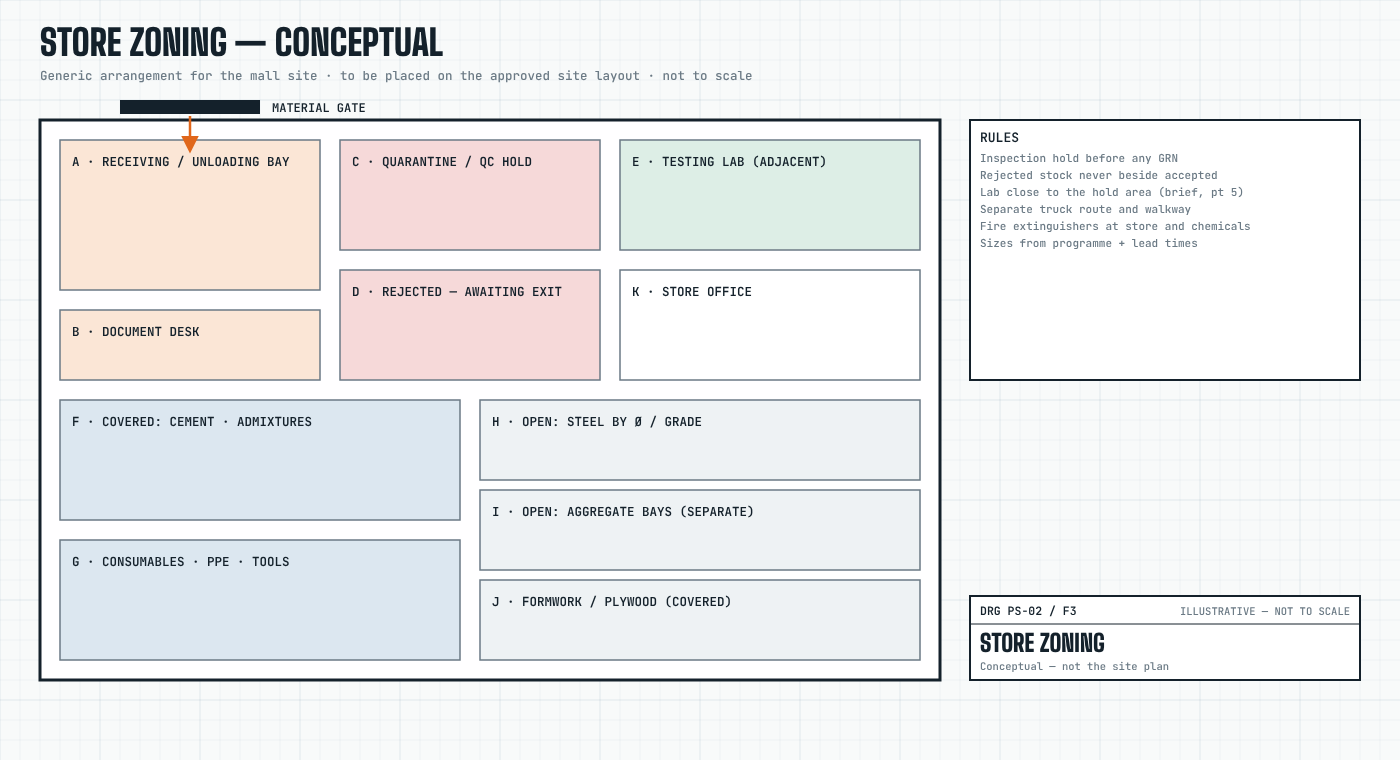 STORE ZONING — CONCEPTUAL
Generic arrangement for the mall site · to be placed on the approved site layout · not to scale
MATERIAL GATE
A · RECEIVING / UNLOADING BAY
C · QUARANTINE / QC HOLD
E · TESTING LAB (ADJACENT)
D · REJECTED — AWAITING EXIT
K · STORE OFFICE
B · DOCUMENT DESK
F · COVERED: CEMENT · ADMIXTURES
H · OPEN: STEEL BY Ø / GRADE
I · OPEN: AGGREGATE BAYS (SEPARATE)
G · CONSUMABLES · PPE · TOOLS
J · FORMWORK / PLYWOOD (COVERED)
RULES
Inspection hold before any GRN
Rejected stock never beside accepted
Lab close to the hold area (brief, pt 5)
Separate truck route and walkway
Fire extinguishers at store and chemicals
Sizes from programme + lead times
DRG PS-02 / F3
ILLUSTRATIVE — NOT TO SCALE
STORE ZONING
Conceptual — not the site plan